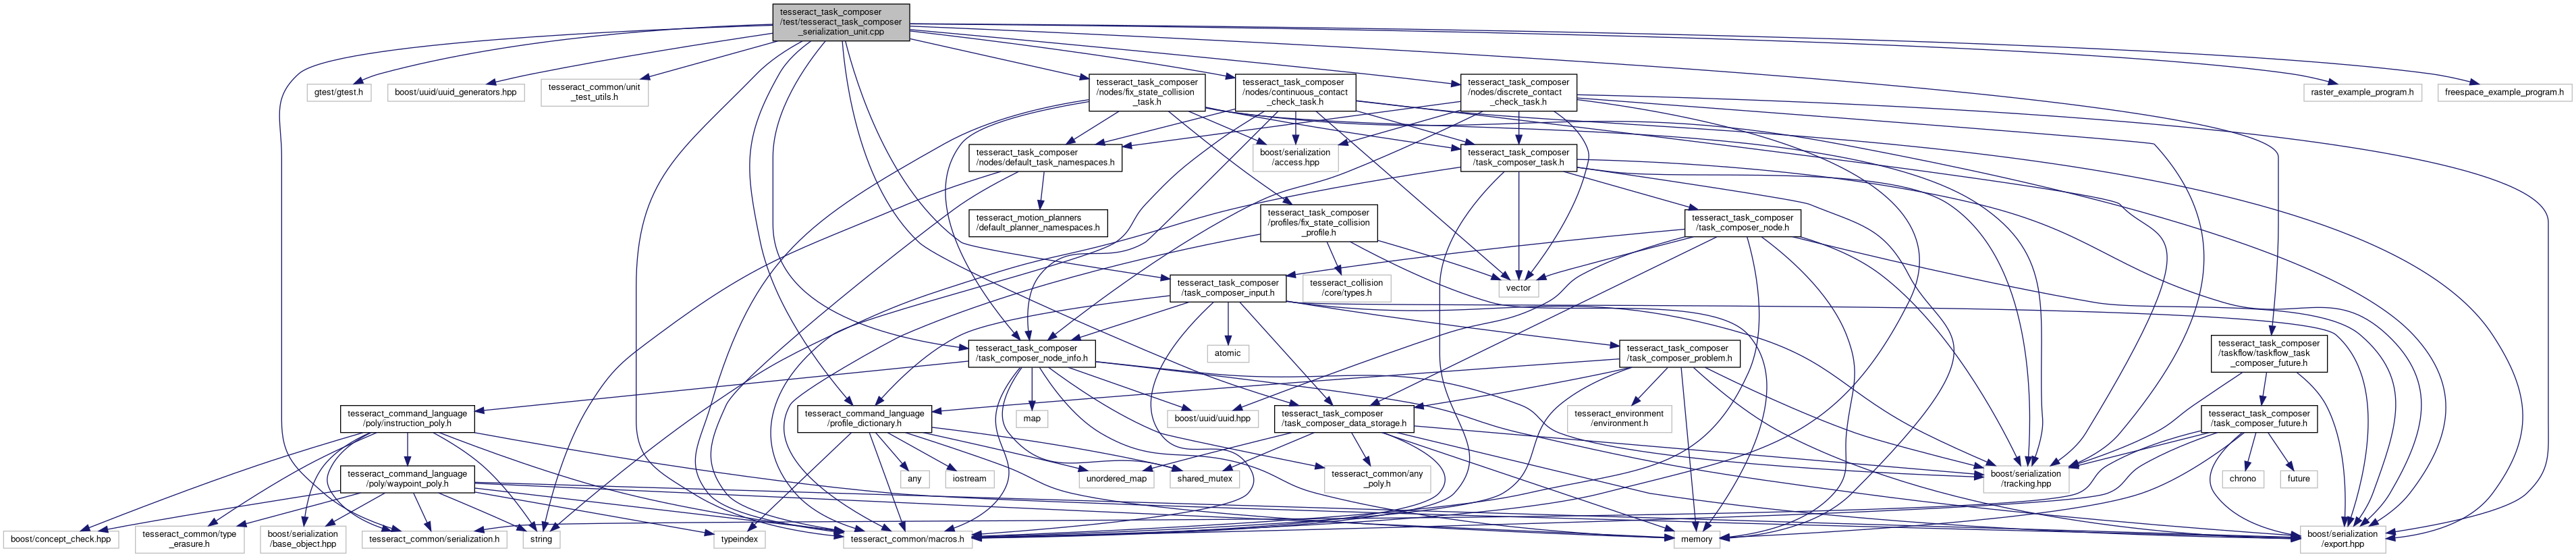 tesseract_task_composer
/test/tesseract_task_composer
_serialization_unit.cpp
gtest/gtest.h
boost/uuid/uuid_generators.hpp
tesseract_common/unit
_test_utils.h
tesseract_task_composer
/nodes/fix_state_collision
_task.h
tesseract_task_composer
/nodes/continuous_contact
_check_task.h
tesseract_task_composer
/nodes/discrete_contact
_check_task.h
raster_example_program.h
freespace_example_program.h
tesseract_task_composer
/nodes/default_task_namespaces.h
boost/serialization
/access.hpp
tesseract_task_composer
/task_composer_task.h
tesseract_motion_planners
/default_planner_namespaces.h
tesseract_task_composer
/profiles/fix_state_collision
_profile.h
tesseract_task_composer
/task_composer_node.h
tesseract_task_composer
/task_composer_input.h
tesseract_collision
/core/types.h
vector
tesseract_task_composer
/task_composer_node_info.h
atomic
tesseract_task_composer
/task_composer_problem.h
tesseract_task_composer
/taskflow/taskflow_task
_composer_future.h
tesseract_command_language
/poly/instruction_poly.h
tesseract_command_language
/profile_dictionary.h
map
boost/uuid/uuid.hpp
tesseract_task_composer
/task_composer_data_storage.h
tesseract_environment
/environment.h
tesseract_task_composer
/task_composer_future.h
tesseract_command_language
/poly/waypoint_poly.h
any
iostream
unordered_map
shared_mutex
tesseract_common/any
_poly.h
boost/serialization
/tracking.hpp
chrono
future
boost/concept_check.hpp
tesseract_common/type
_erasure.h
boost/serialization
/base_object.hpp
tesseract_common/serialization.h
string
typeindex
tesseract_common/macros.h
memory
boost/serialization
/export.hpp